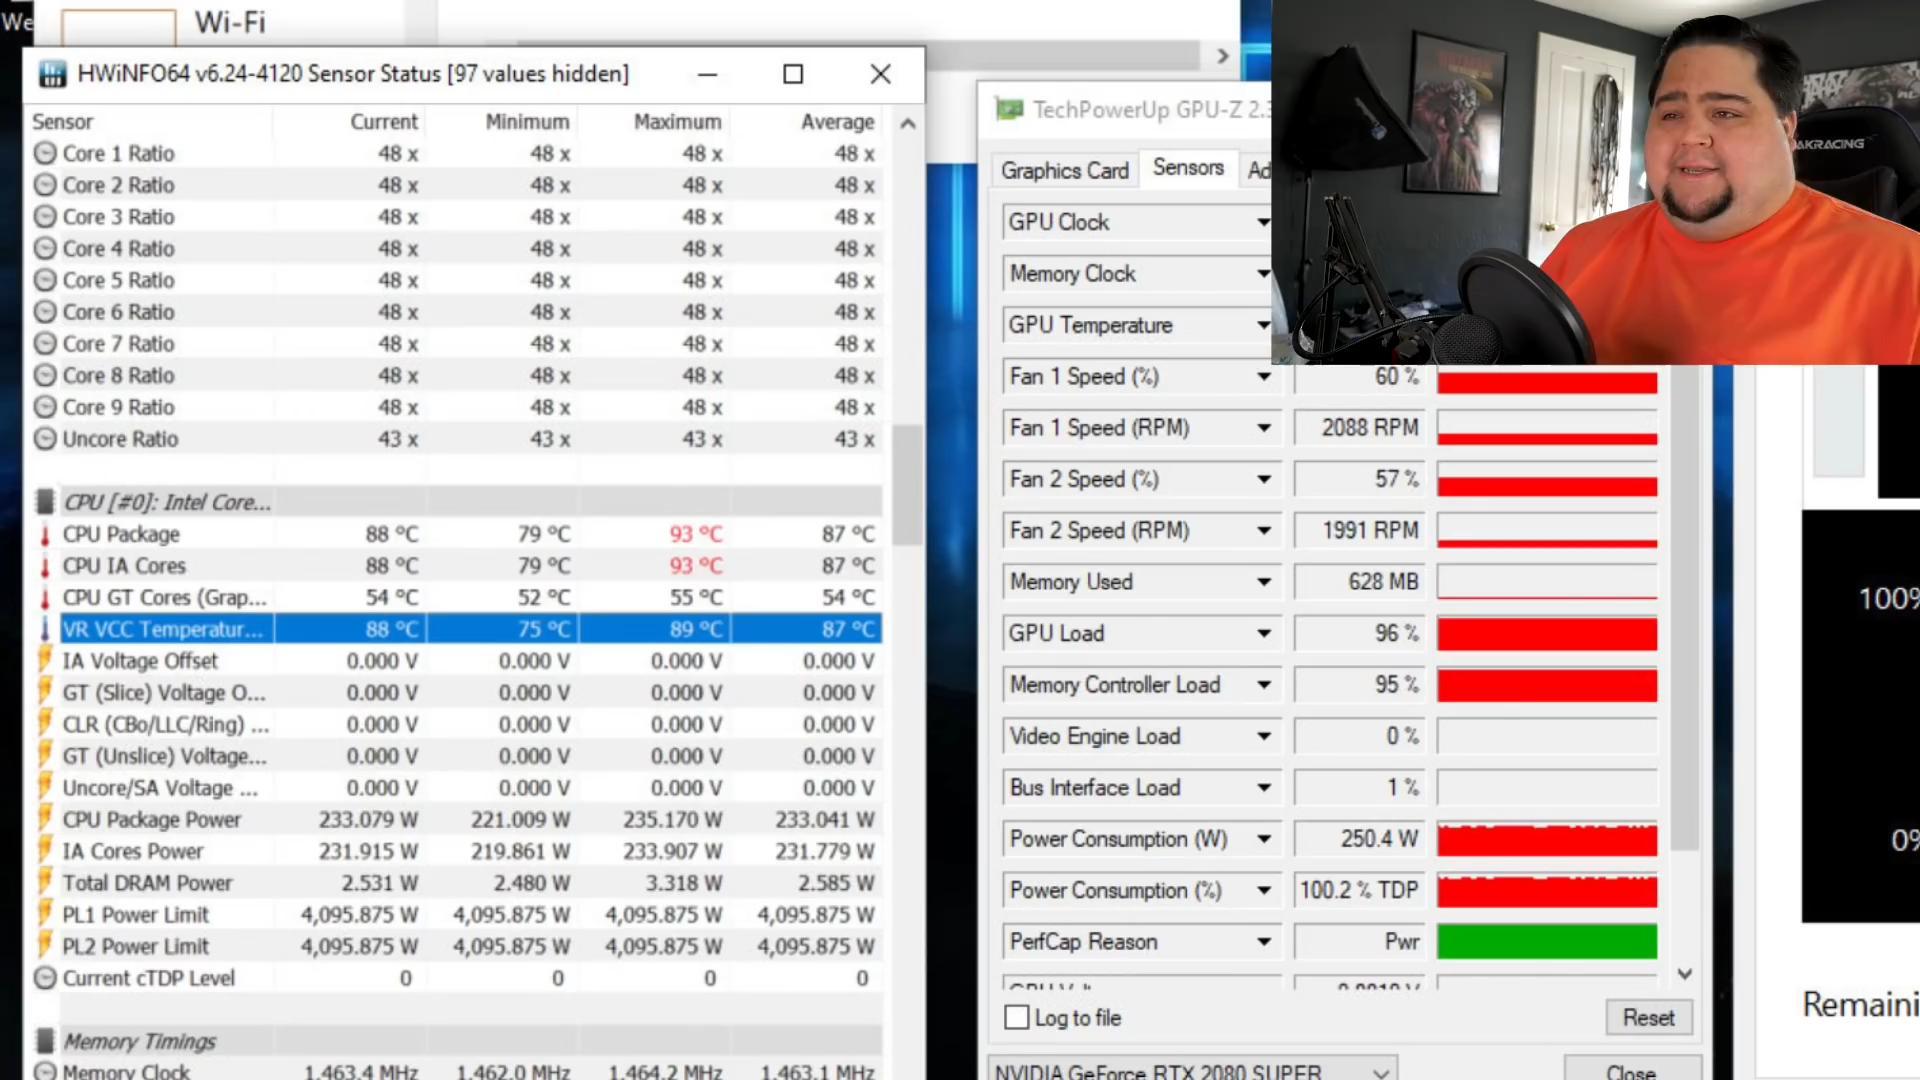 We
Wi-Fi
HWiNFO64 v6.24-4120 Sensor Status [97 values hidden]
Sensor Current Minimum Maximum Average
Core 1 Ratio 48 x 48 x 48 x 48 x
Core 2 Ratio 48 x 48 x 48 x 48 x
Core 3 Ratio 48 x 48 x 48 x 48 x
Core 4 Ratio 48 x 48 x 48 x 48 x
Core 5 Ratio 48 x 48 x 48 x 48 x
Core 6 Ratio 48 x 48 x 48 x 48 x
Core 7 Ratio 48 x 48 x 48 x 48 x
Core 8 Ratio 48 x 48 x 48 x 48 x
Core 9 Ratio 48 x 48 x 48 x 48 x
Uncore Ratio 43 x 43 x 43 x 43 x
CPU [#0]: Intel Core...
CPU Package 88 °C 79 °C 93 °C 87 °C
CPU IA Cores 88 °C 79 °C 93 °C 87 °C
CPU GT Cores (Grap... 54 °C 52 °C 55 °C 54 °C
VR VCC Temperatur... 88 °C 75 °C 89 °C 87 °C
IA Voltage Offset 0.000 V 0.000 V 0.000 V 0.000 V
GT (Slice) Voltage O... 0.000 V 0.000 V 0.000 V 0.000 V
CLR (CBo/LLC/Ring) ... 0.000 V 0.000 V 0.000 V 0.000 V
GT (Unslice) Voltage... 0.000 V 0.000 V 0.000 V 0.000 V
Uncore/SA Voltage ... 0.000 V 0.000 V 0.000 V 0.000 V
CPU Package Power 233.079 W 221.009 W 235.170 W 233.041 W
IA Cores Power 231.915 W 219.861 W 233.907 W 231.779 W
Total DRAM Power 2.531 W 2.480 W 3.318 W 2.585 W
PL1 Power Limit 4,095.875 W 4,095.875 W 4,095.875 W 4,095.875 W
PL2 Power Limit 4,095.875 W 4,095.875 W 4,095.875 W 4,095.875 W
Current cTDP Level 0 0 0 0
Memory Timings
Memory Clock 1,463.4 MHz 1,462.0 MHz 1,464.2 MHz 1,463.1 MHz
TechPowerUp GPU-Z 2.3
Graphics Card Sensors Ad
GPU Clock
Memory Clock
GPU Temperature
Fan 1 Speed (%) 60 %
Fan 1 Speed (RPM) 2088 RPM
Fan 2 Speed (%) 57 %
Fan 2 Speed (RPM) 1991 RPM
Memory Used 628 MB
GPU Load 96 %
Memory Controller Load 95 %
Video Engine Load 0 %
Bus Interface Load 1 %
Power Consumption (W) 250.4 W
Power Consumption (%) 100.2 % TDP
PerfCap Reason Pwr
Log to file
Reset
NVIDIA GeForce RTX 2080 SUPER
Close
AKRACING
100%
0%
Remaini